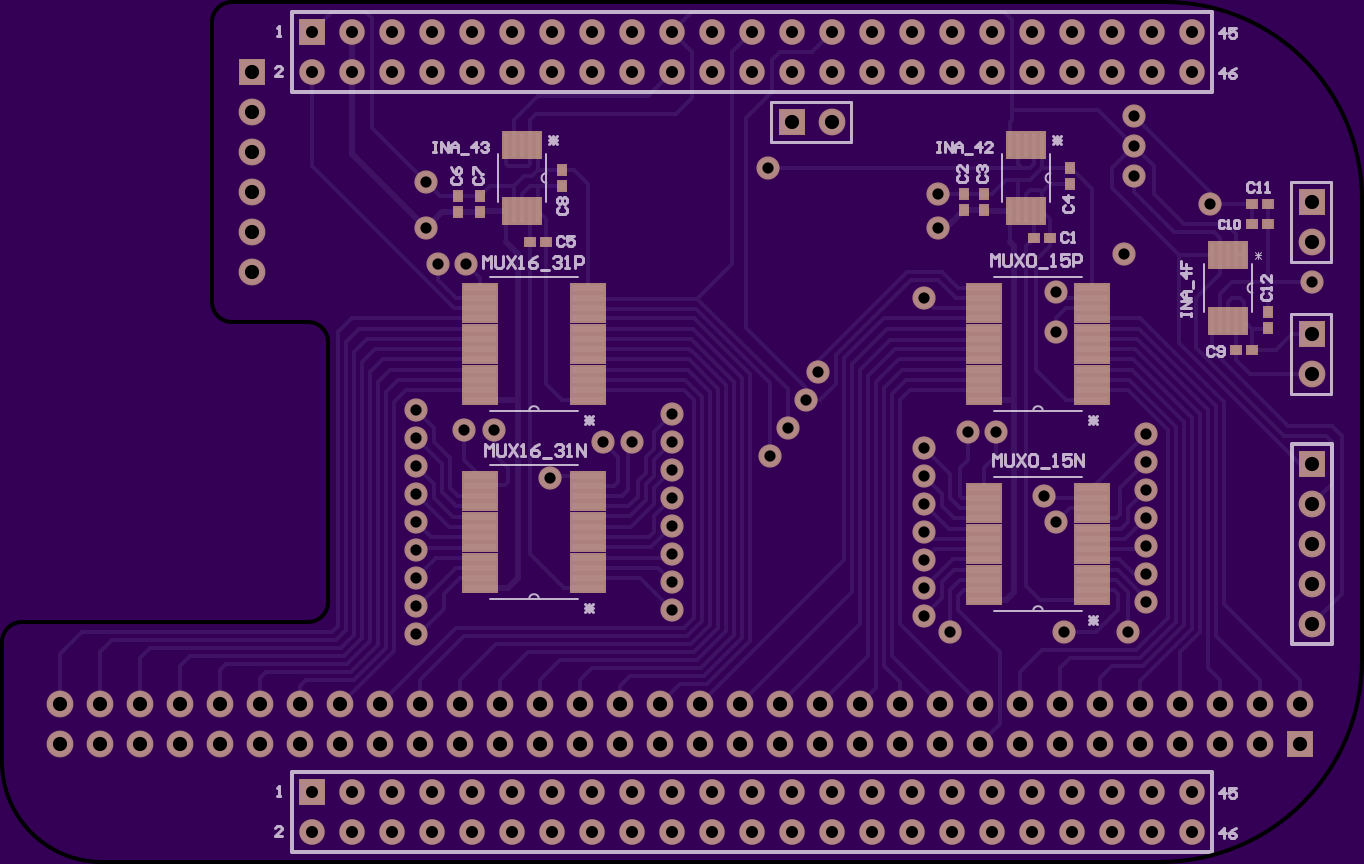 1 45
2 46
INA_43 * INA_42 *
C6 C7 C8 C2 C3 C4 C11
C10
C5 C1
MUX16_31P MUX0_15P *
INA_4F C12
C9
* *
MUX16_31N MUX0_15N
* *
1 45
2 46